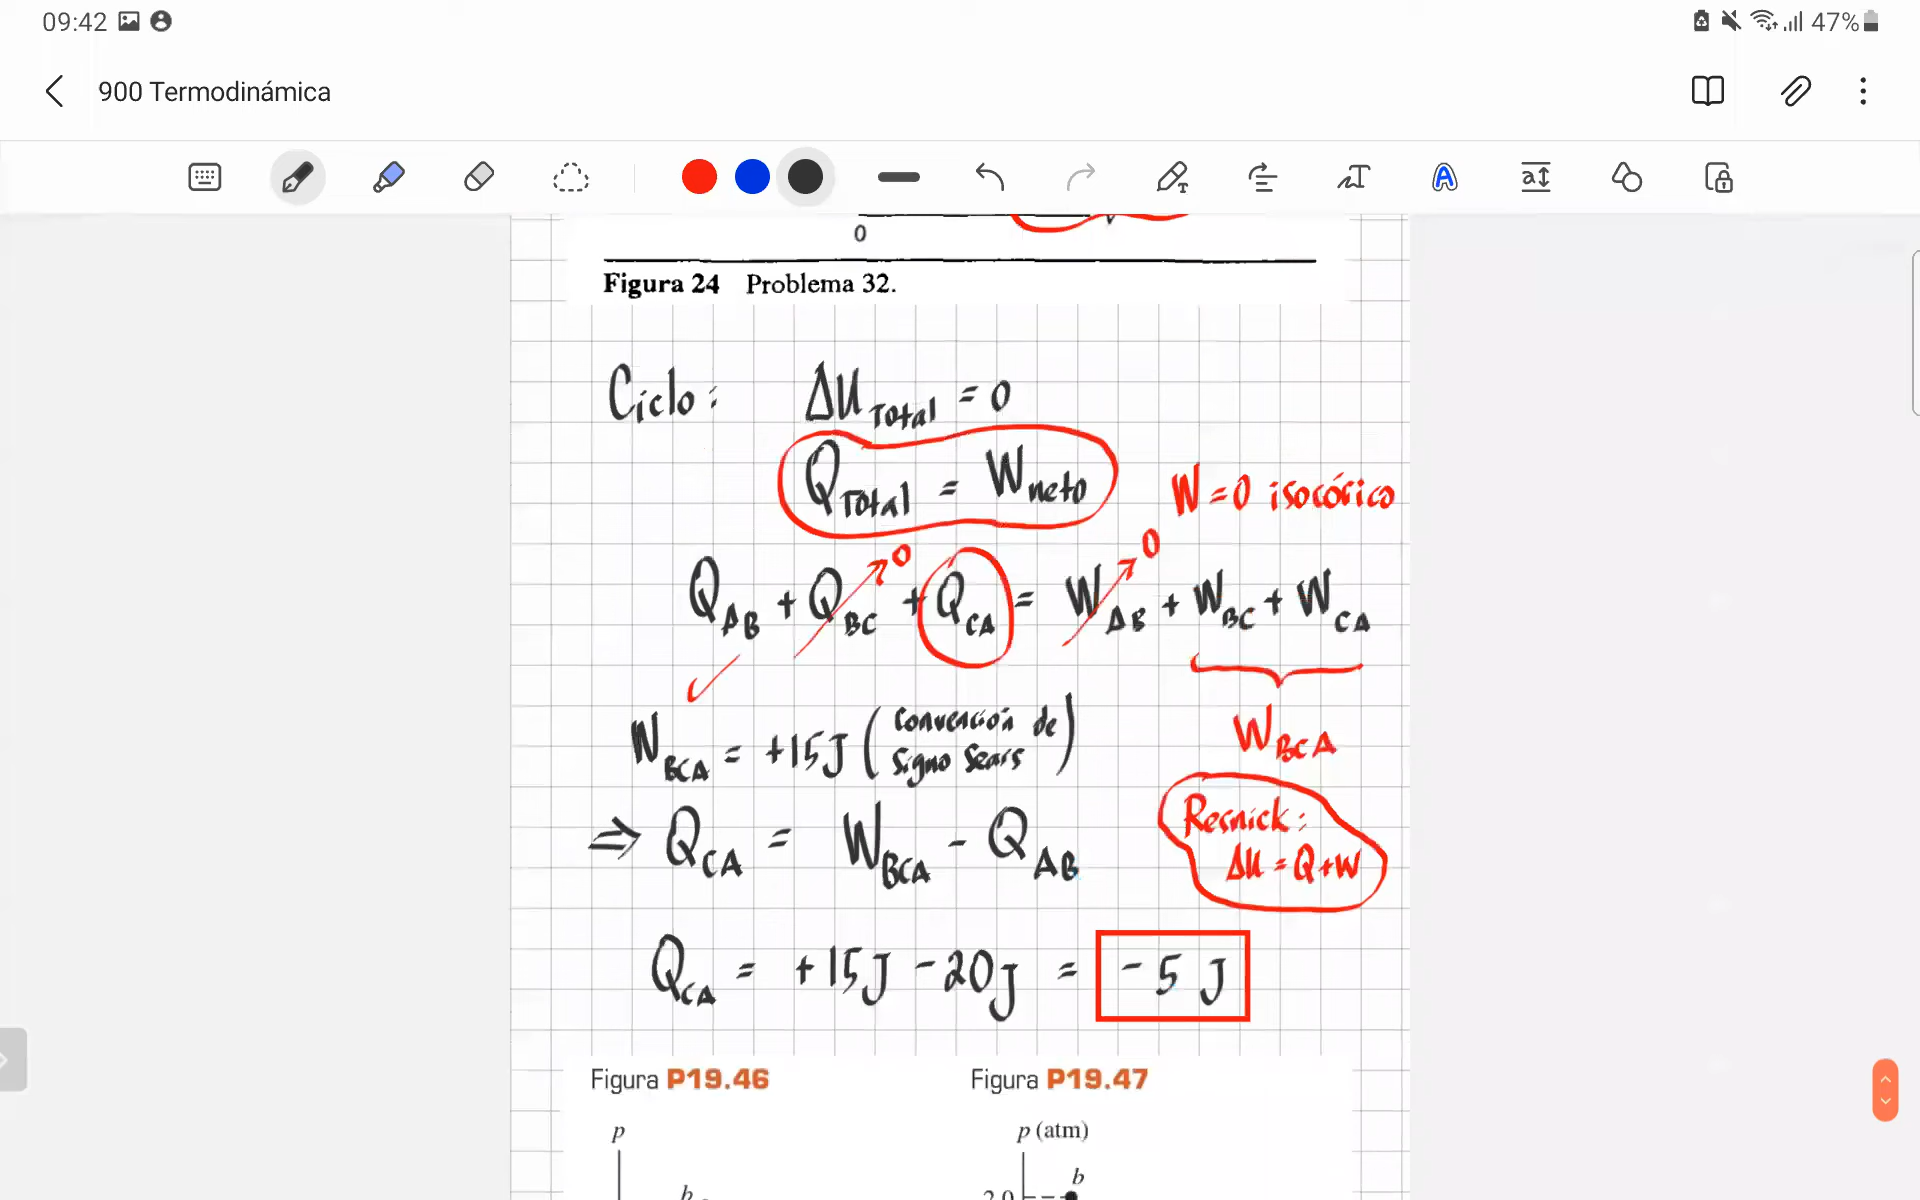 09:42
47%
900 Termodinámica
0
Figura 24 Problema 32.
Ciclo: ΔU Total = 0
Q Total = W neto
W = 0 isocórico
Q AB + Q BC + Q CA = W AB + W BC + W CA
0
0
W BCA = +15J (Convención de Signo Sears)
W BCA
⇒ Q CA = W BCA - Q AB
Resnick:
ΔU = Q + W
Q CA = +15J - 20J = -5 J
Figura P19.46 Figura P19.47
p p (atm)
b
b
2.0